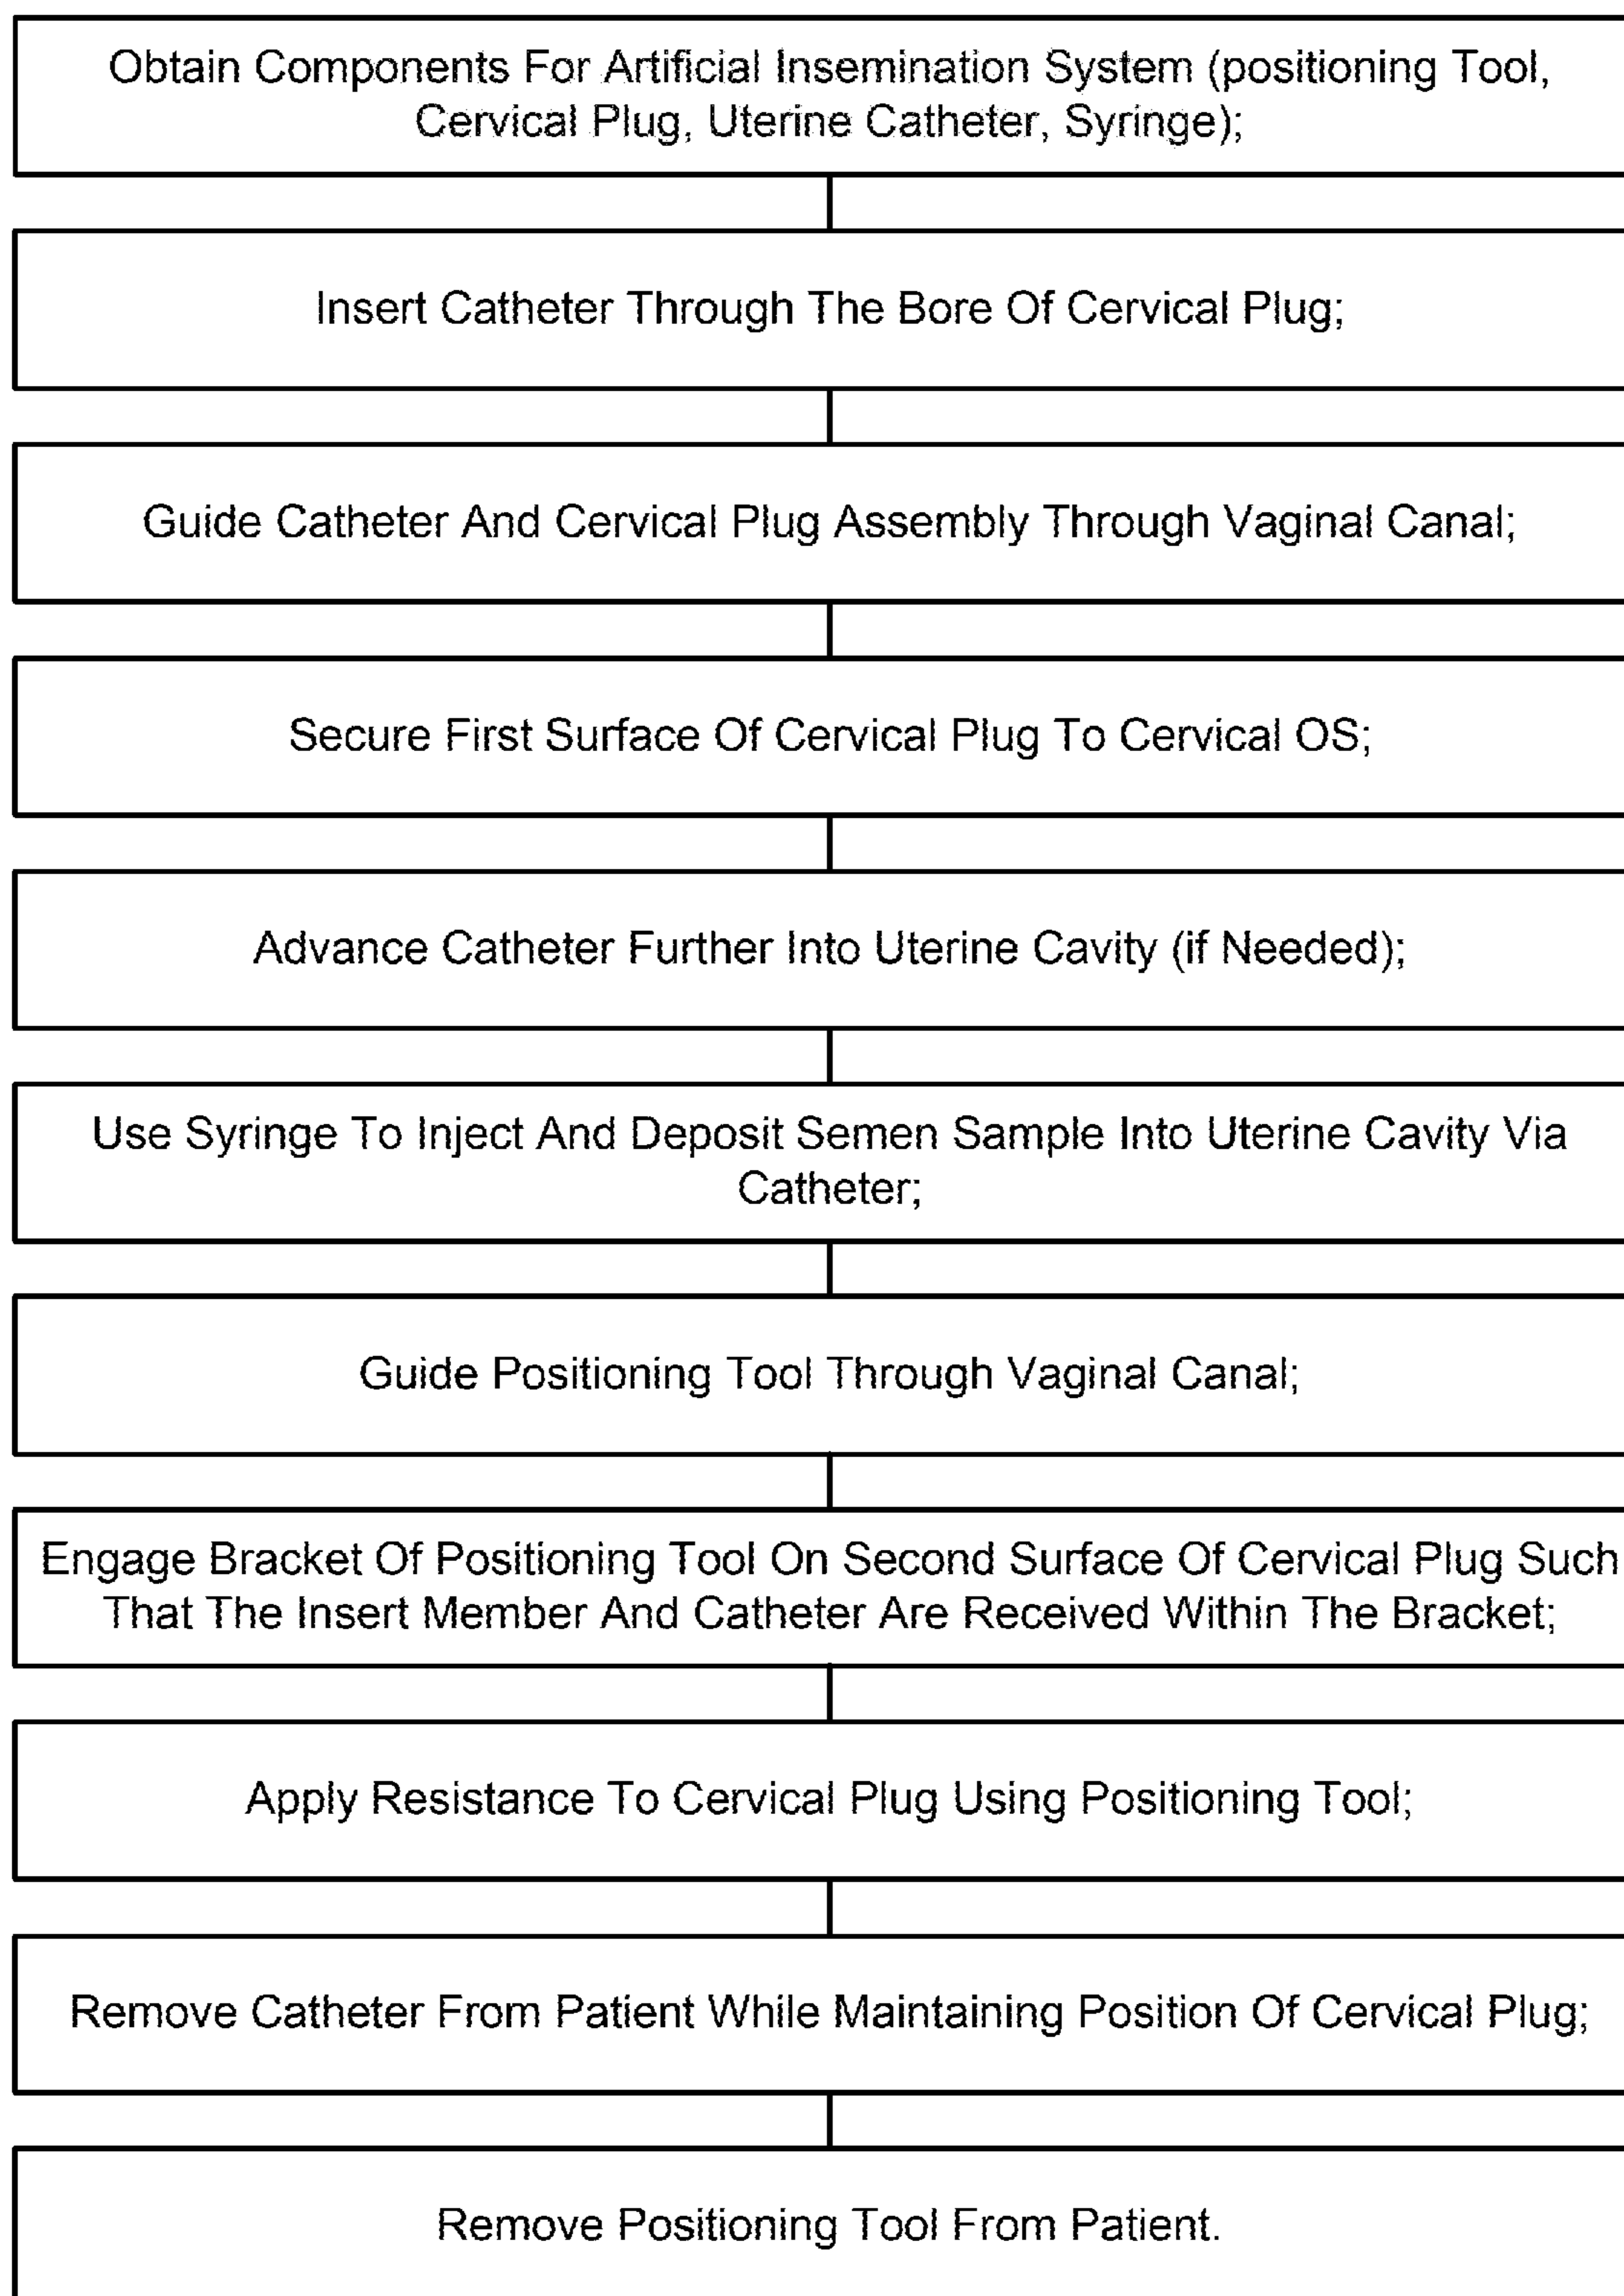 Obtain Components For Artificial Insemination System (positioning Tool,
Cervical Plug, Uterine Catheter, Syringe);
Insert Catheter Through The Bore Of Cervical Plug;
Guide Catheter And Cervical Plug Assembly Through Vaginal Canal;
Secure First Surface Of Cervical Plug To Cervical OS;
Advance Catheter Further Into Uterine Cavity (if Needed);
Use Syringe To Inject And Deposit Semen Sample Into Uterine Cavity Via
Catheter;
Guide Positioning Tool Through Vaginal Canal;
Engage Bracket Of Positioning Tool On Second Surface Of Cervical Plug Such
That The Insert Member And Catheter Are Received Within The Bracket;
Apply Resistance To Cervical Plug Using Positioning Tool;
Remove Catheter From Patient While Maintaining Position Of Cervical Plug;
Remove Positioning Tool From Patient.